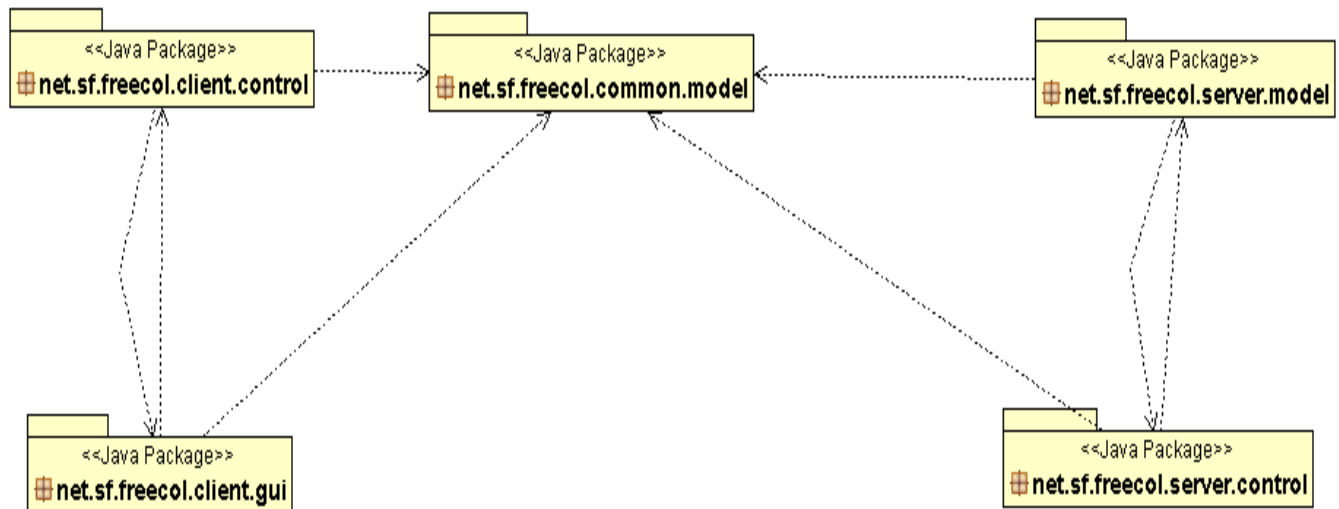 <<Java Package>>
net.sf.freecol.client.control
<<Java Package>>
net.sf.freecol.common.model
<<Java Package>>
net.sf.freecol.server.model
<<Java Package>>
net.sf.freecol.client.gui
<<Java Package>>
net.sf.freecol.server.control